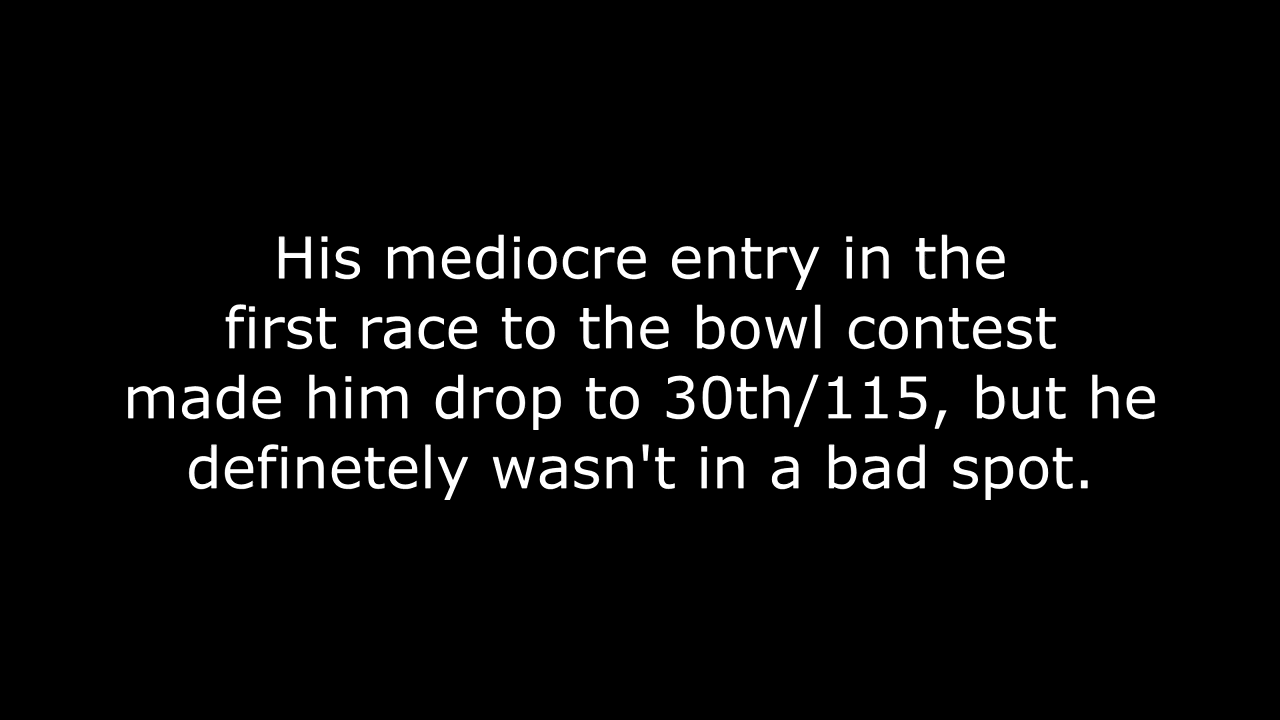 His mediocre entry in the
first race to the bowl contest
made him drop to 30th/115, but he
definetely wasn't in a bad spot.